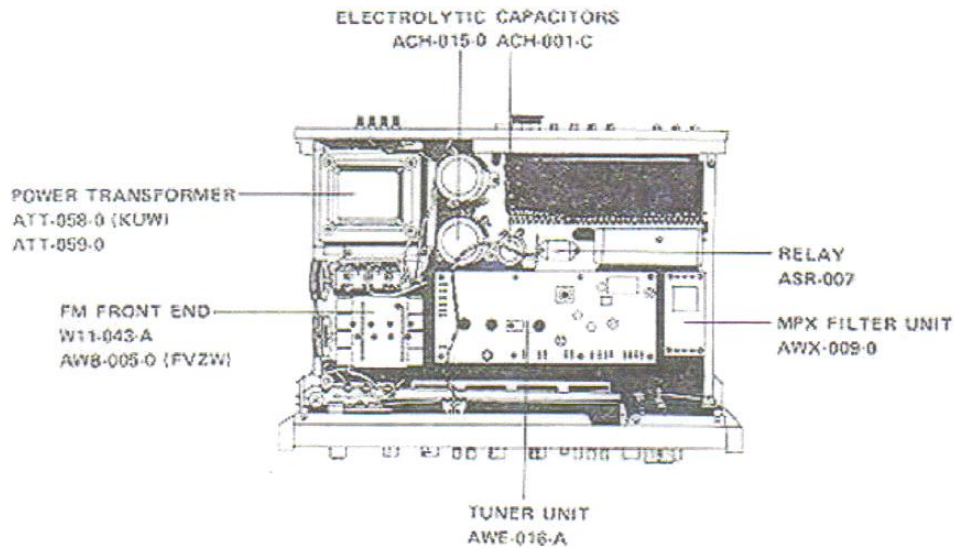 ELECTROLYTIC CAPACITORS
ACH-015-0 ACH-001-C
POWER TRANSFORMER
ATT-058-0 (KUW)
ATT-059-0
FM FRONT END
W11-043-A
AWB-005-0 (FVZW)
RELAY
ASR-007
MPX FILTER UNIT
AWX-009-0
TUNER UNIT
AWE-016-A